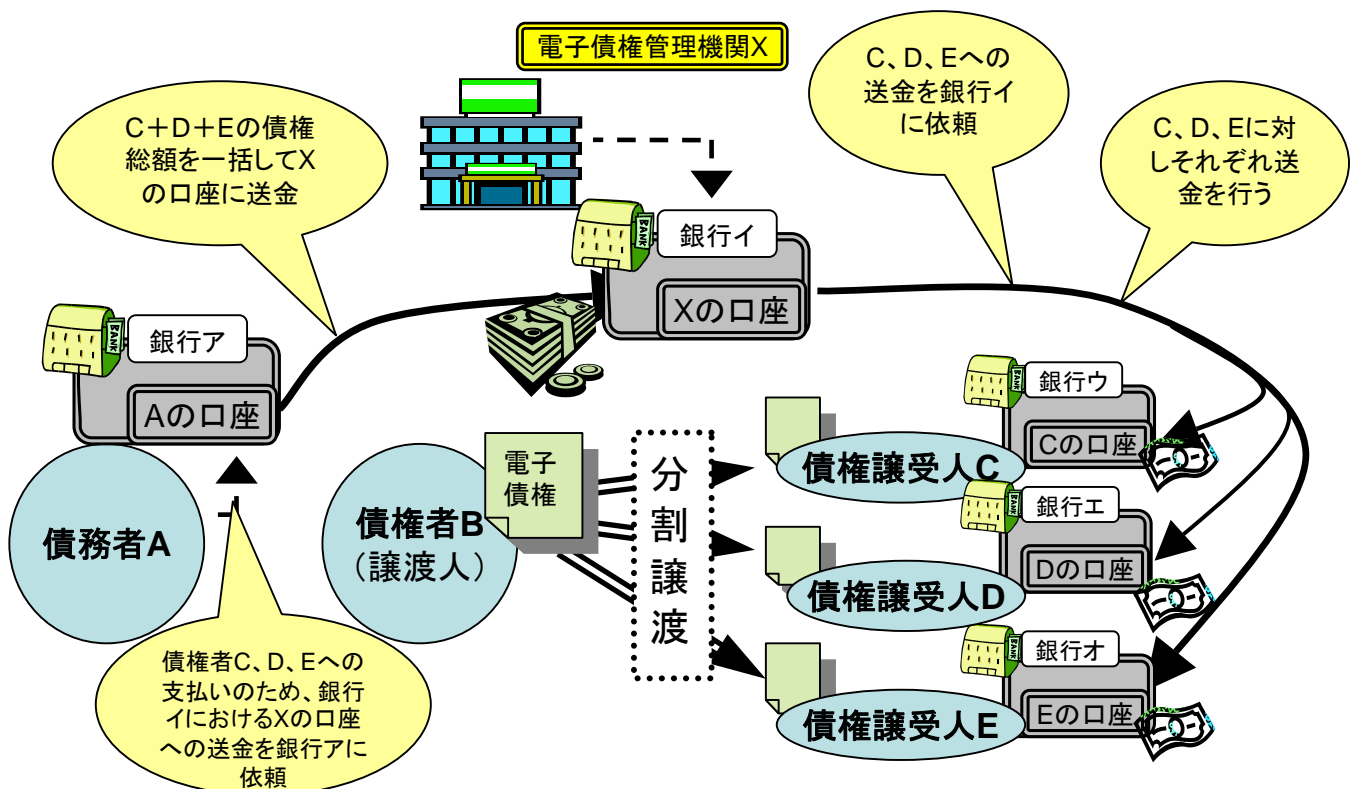 電子債権管理機関X
C、D、Eへの
送金を銀行イ
に依頼
C＋D＋Eの債権
総額を一括してX
の口座に送金
C、D、Eに対
しそれぞれ送
金を行う
BANK
銀行イ
Xの口座
BANK
銀行ア
Aの口座
債務者A
債権者B
（譲渡人）
電子
債権
分
割
譲
渡
債権譲受人C
BANK
銀行ウ
Cの口座
債権譲受人D
BANK
銀行エ
Dの口座
債権譲受人E
BANK
銀行オ
Eの口座
債権者C、D、Eへの
支払いのため、銀行
イにおけるXの口座
への送金を銀行アに
依頼